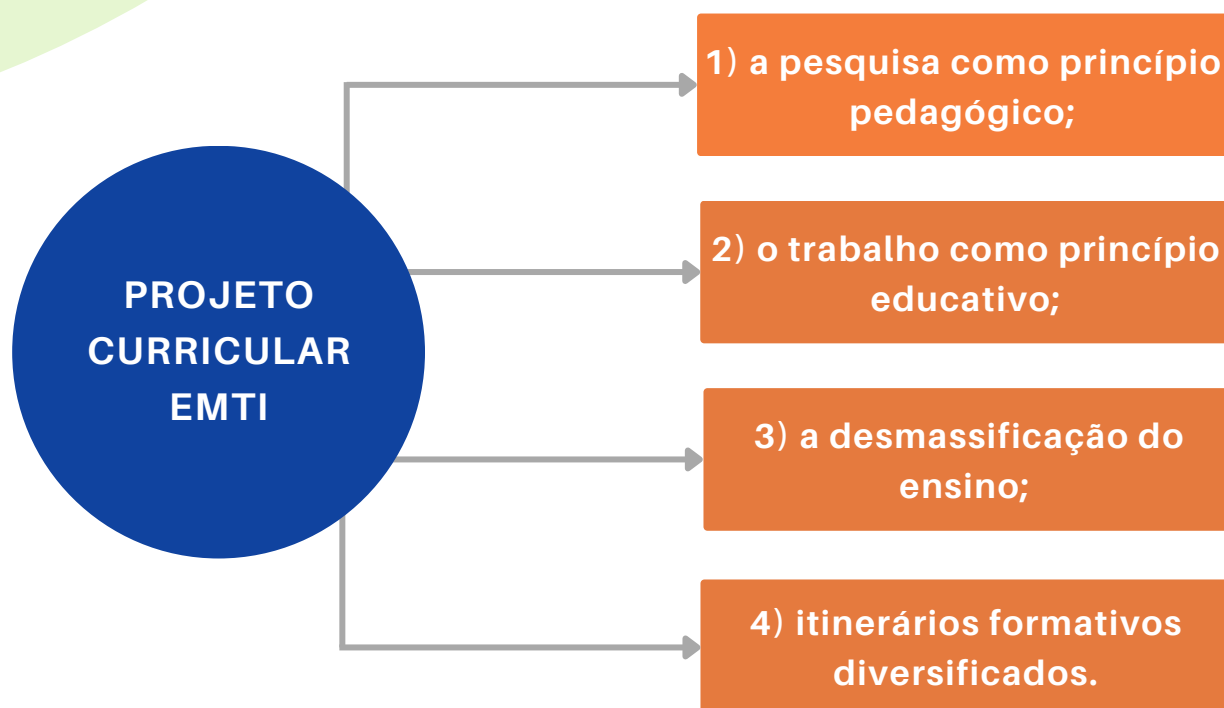 PROJETO
CURRICULAR
EMTI
1) a pesquisa como princípio
pedagógico;
2) o trabalho como princípio
educativo;
3) a desmassificação do
ensino;
4) itinerários formativos
diversificados.